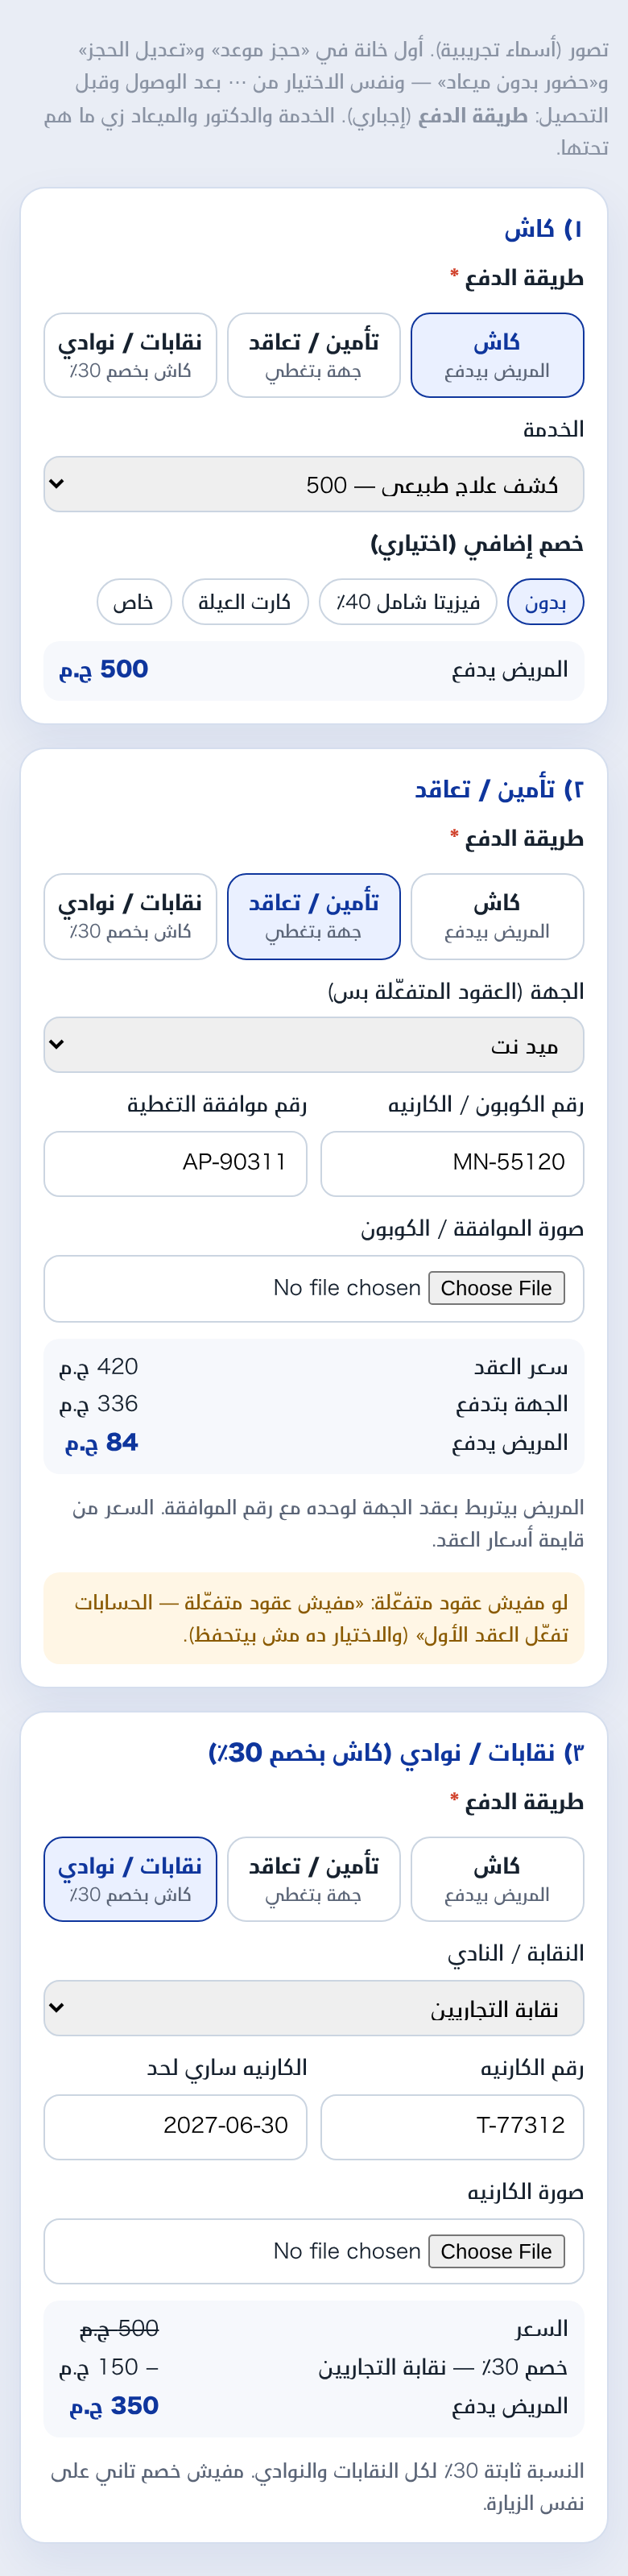 تصور (أسماء تجريبية). أول خانة في «حجز موعد» و«تعديل الحجز»
و«حضور بدون ميعاد» — ونفس الاختيار من ⋯ بعد الوصول وقبل
التحصيل: طريقة الدفع (إجباري). الخدمة والدكتور والميعاد زي ما هم
تحتها.
١) كاش
طريقة الدفع *
كاش تأمين / تعاقد نقابات / نوادي
المريض بيدفع جهة بتغطي كاش بخصم 30٪
الخدمة
كشف علاج طبيعي — 500
خصم إضافي (اختياري)
بدون فيزيتا شامل 40٪ كارت العيلة خاص
المريض يدفع 500 ج.م
٢) تأمين / تعاقد
طريقة الدفع *
كاش تأمين / تعاقد نقابات / نوادي
المريض بيدفع جهة بتغطي كاش بخصم 30٪
الجهة (العقود المتفعّلة بس)
ميد نت
رقم الكوبون / الكارنيه رقم موافقة التغطية
MN-55120 AP-90311
صورة الموافقة / الكوبون
Choose File No file chosen
سعر العقد 420 ج.م
الجهة بتدفع 336 ج.م
المريض يدفع 84 ج.م
المريض بيتربط بعقد الجهة لوحده مع رقم الموافقة. السعر من
قايمة أسعار العقد.
لو مفيش عقود متفعّلة: «مفيش عقود متفعّلة — الحسابات
تفعّل العقد الأول» (والاختيار ده مش بيتحفظ).
٣) نقابات / نوادي (كاش بخصم 30٪)
طريقة الدفع *
كاش تأمين / تعاقد نقابات / نوادي
المريض بيدفع جهة بتغطي كاش بخصم 30٪
النقابة / النادي
نقابة التجاريين
رقم الكارنيه الكارنيه ساري لحد
T-77312 2027-06-30
صورة الكارنيه
Choose File No file chosen
السعر 500 ج.م
خصم 30٪ — نقابة التجاريين – 150 ج.م
المريض يدفع 350 ج.م
النسبة ثابتة 30٪ لكل النقابات والنوادي. مفيش خصم تاني على
نفس الزيارة.